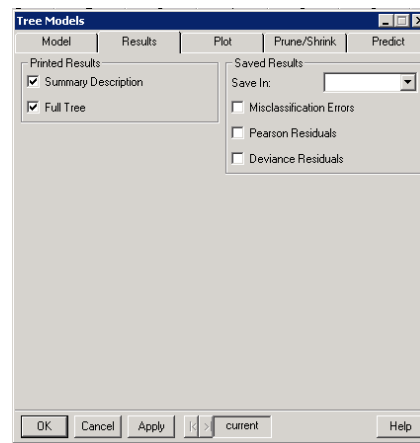 Tree Models
Model Results Plot Prune/Shrink Predict
Printed Results
Summary Description
Full Tree
Saved Results
Save In:
Misclassification Errors
Pearson Residuals
Deviance Residuals
OK Cancel Apply current Help